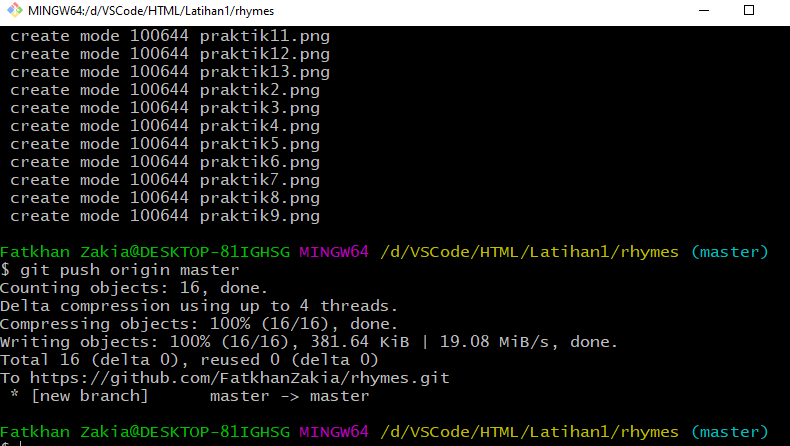 MINGW64:/d/VSCode/HTML/Latihan1/rhymes
create mode 100644 praktik11.png
create mode 100644 praktik12.png
create mode 100644 praktik13.png
create mode 100644 praktik2.png
create mode 100644 praktik3.png
create mode 100644 praktik4.png
create mode 100644 praktik5.png
create mode 100644 praktik6.png
create mode 100644 praktik7.png
create mode 100644 praktik8.png
create mode 100644 praktik9.png
Fatkhan Zakia@DESKTOP-81IGHSG MINGW64 /d/VSCode/HTML/Latihan1/rhymes (master)
$ git push origin master
Counting objects: 16, done.
Delta compression using up to 4 threads.
Compressing objects: 100% (16/16), done.
Writing objects: 100% (16/16), 381.64 KiB | 19.08 MiB/s, done.
Total 16 (delta 0), reused 0 (delta 0)
To https://github.com/FatkhanZakia/rhymes.git
* [new branch]      master -> master
Fatkhan Zakia@DESKTOP-81IGHSG MINGW64 /d/VSCode/HTML/Latihan1/rhymes (master)
$